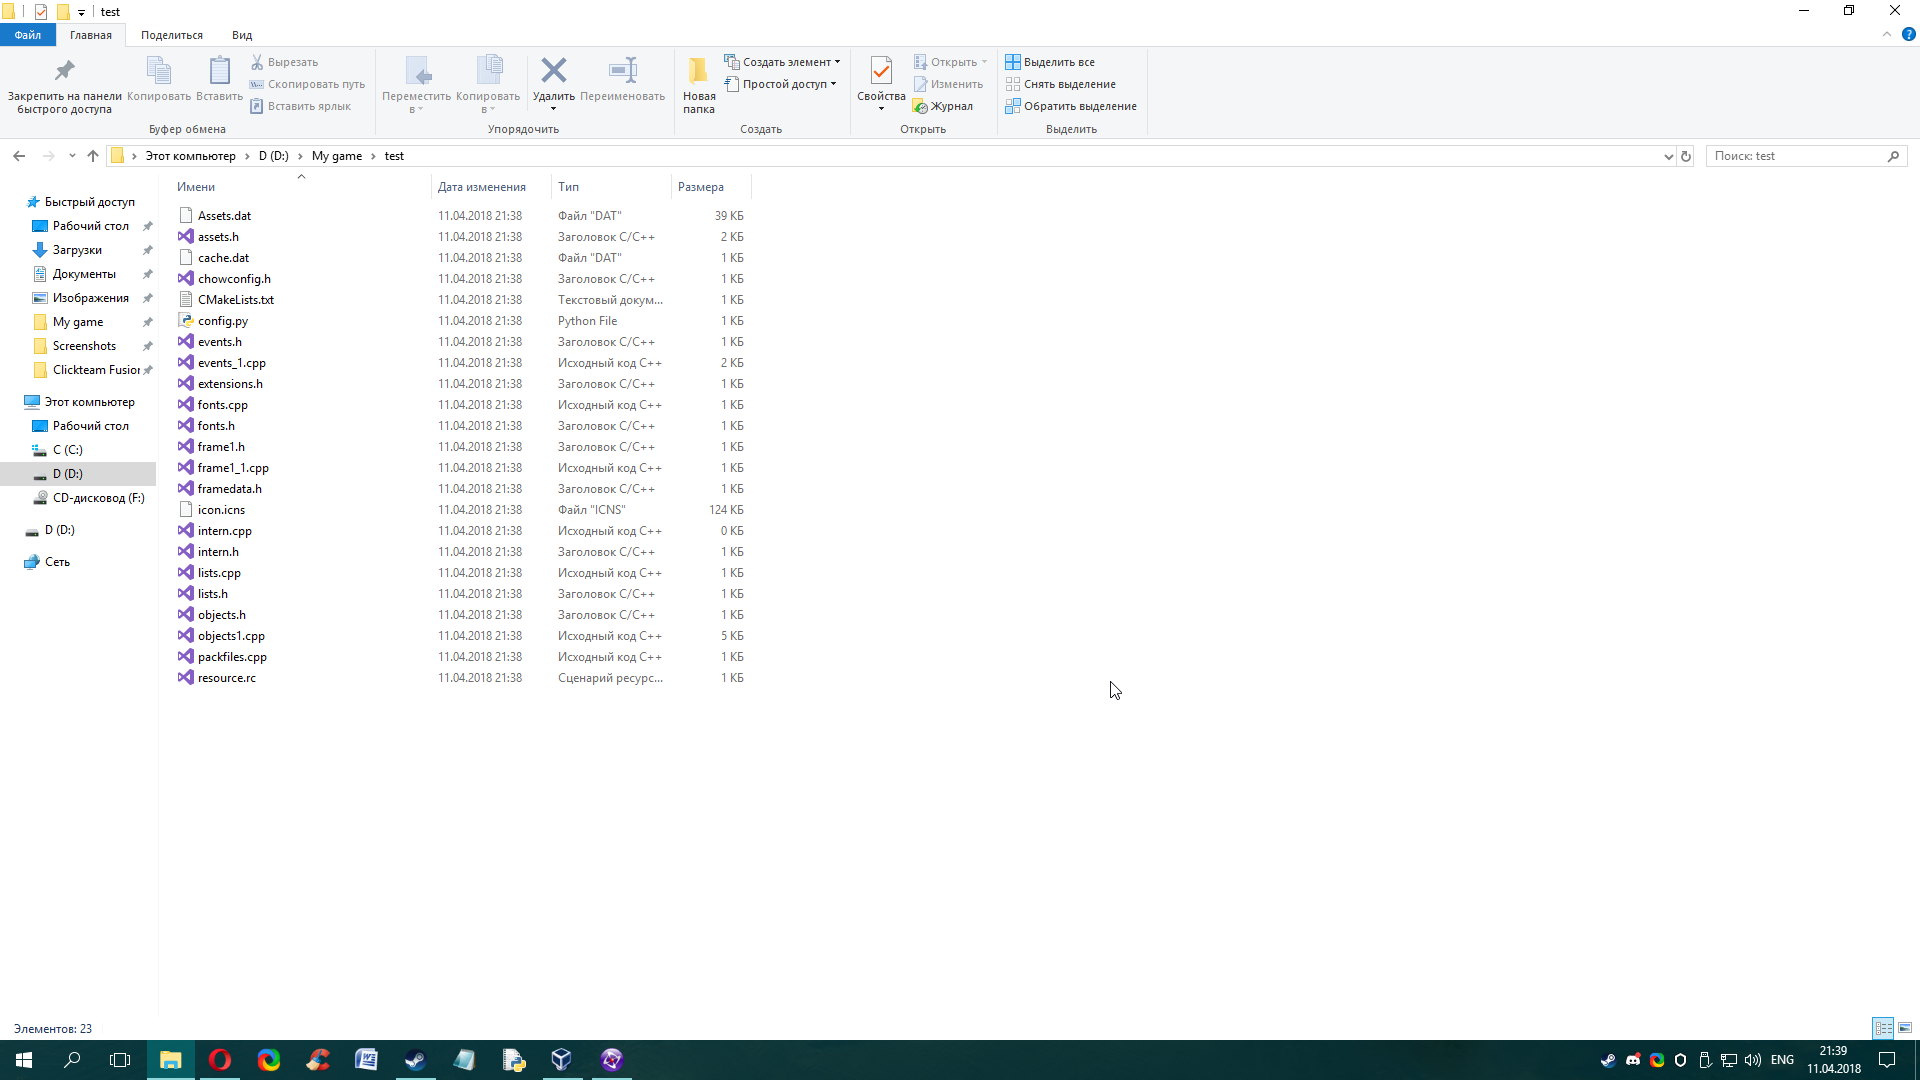 test
Файл Главная Поделиться Вид
Закрепить на панели быстрого доступа
Копировать
Вставить
Вырезать
Скопировать путь
Вставить ярлык
Буфер обмена
Переместить в
Копировать в
Удалить
Переименовать
Упорядочить
Новая папка
Создать элемент
Простой доступ
Создать
Свойства
Открыть
Изменить
Журнал
Открыть
Выделить все
Снять выделение
Обратить выделение
Выделить
Этот компьютер D (D:) My game test
Поиск: test
Быстрый доступ
Рабочий стол
Загрузки
Документы
Изображения
My game
Screenshots
Clickteam Fusion
Этот компьютер
Рабочий стол
C (C:)
D (D:)
CD-дисковод (F:)
D (D:)
Сеть
Имени Дата изменения Тип Размера
Assets.dat 11.04.2018 21:38 Файл "DAT" 39 КБ
assets.h 11.04.2018 21:38 Заголовок C/C++ 2 КБ
cache.dat 11.04.2018 21:38 Файл "DAT" 1 КБ
chowconfig.h 11.04.2018 21:38 Заголовок C/C++ 1 КБ
CMakeLists.txt 11.04.2018 21:38 Текстовый докум... 1 КБ
config.py 11.04.2018 21:38 Python File 1 КБ
events.h 11.04.2018 21:38 Заголовок C/C++ 1 КБ
events_1.cpp 11.04.2018 21:38 Исходный код C++ 2 КБ
extensions.h 11.04.2018 21:38 Заголовок C/C++ 1 КБ
fonts.cpp 11.04.2018 21:38 Исходный код C++ 1 КБ
fonts.h 11.04.2018 21:38 Заголовок C/C++ 1 КБ
frame1.h 11.04.2018 21:38 Заголовок C/C++ 1 КБ
frame1_1.cpp 11.04.2018 21:38 Исходный код C++ 1 КБ
framedata.h 11.04.2018 21:38 Заголовок C/C++ 1 КБ
icon.icns 11.04.2018 21:38 Файл "ICNS" 124 КБ
intern.cpp 11.04.2018 21:38 Исходный код C++ 0 КБ
intern.h 11.04.2018 21:38 Заголовок C/C++ 1 КБ
lists.cpp 11.04.2018 21:38 Исходный код C++ 1 КБ
lists.h 11.04.2018 21:38 Заголовок C/C++ 1 КБ
objects.h 11.04.2018 21:38 Заголовок C/C++ 1 КБ
objects1.cpp 11.04.2018 21:38 Исходный код C++ 5 КБ
packfiles.cpp 11.04.2018 21:38 Исходный код C++ 1 КБ
resource.rc 11.04.2018 21:38 Сценарий ресурс... 1 КБ
Элементов: 23
ENG
21:39
11.04.2018